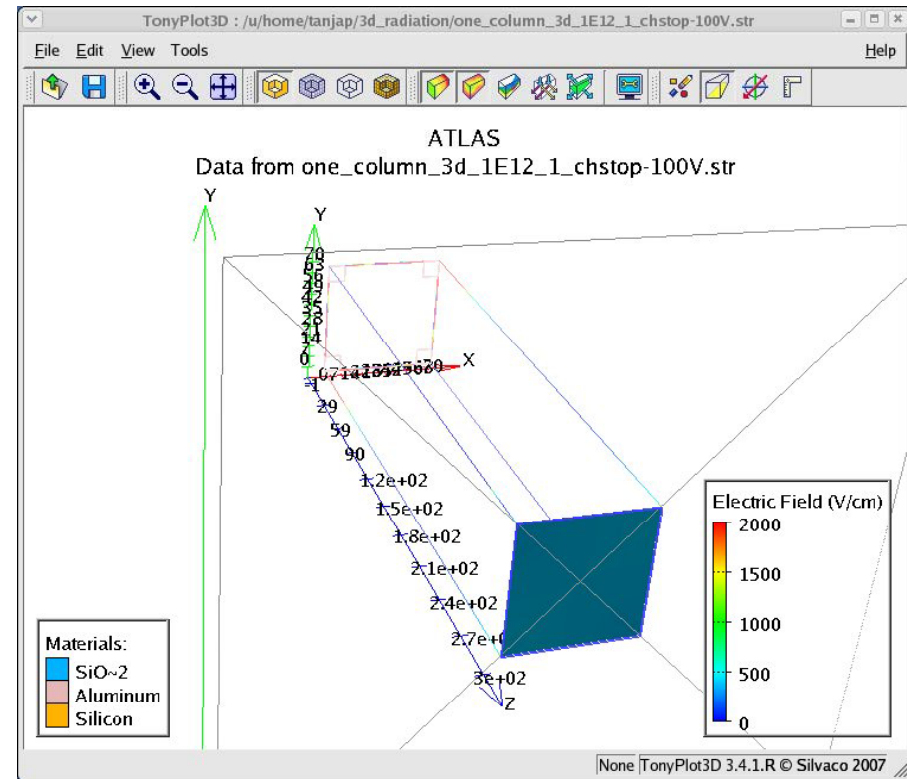 TonyPlot3D : /u/home/tanjap/3d_radiation/one_column_3d_1E12_1_chstop-100V.str
File Edit View Tools Help
ATLAS
Data from one_column_3d_1E12_1_chstop-100V.str
Y
Y
70
63
56
49
42
35
28
21
14
7
0
X
-1
29
59
90
1.2e+02
1.5e+02
1.8e+02
2.1e+02
2.4e+02
3e+02
Z
Electric Field (V/cm)
2000
1500
1000
500
0
Materials:
SiO~2
Aluminum
Silicon
None TonyPlot3D 3.4.1.R © Silvaco 2007